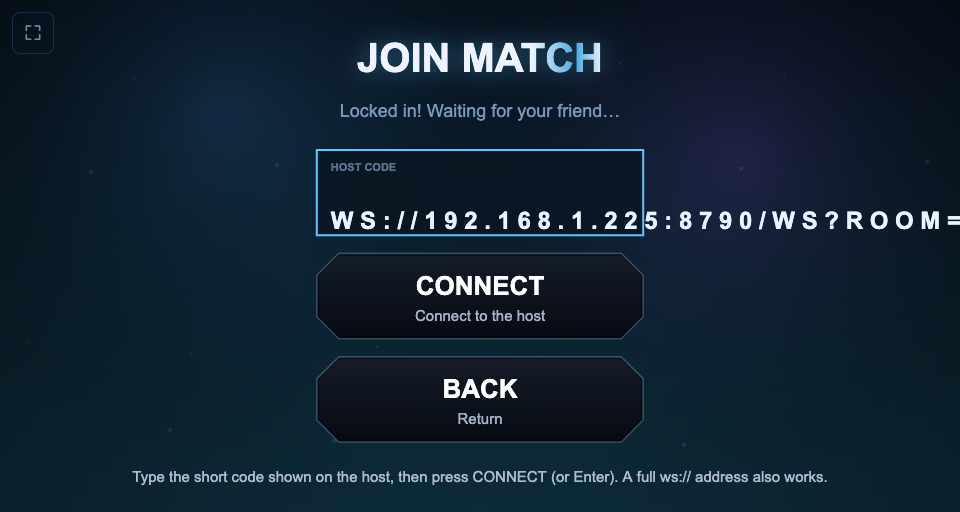 JOIN MATCH
Locked in! Waiting for your friend…
HOST CODE
WS://192.168.1.225:8790/WS?ROOM=
CONNECT
Connect to the host
BACK
Return
Type the short code shown on the host, then press CONNECT (or Enter). A full ws:// address also works.